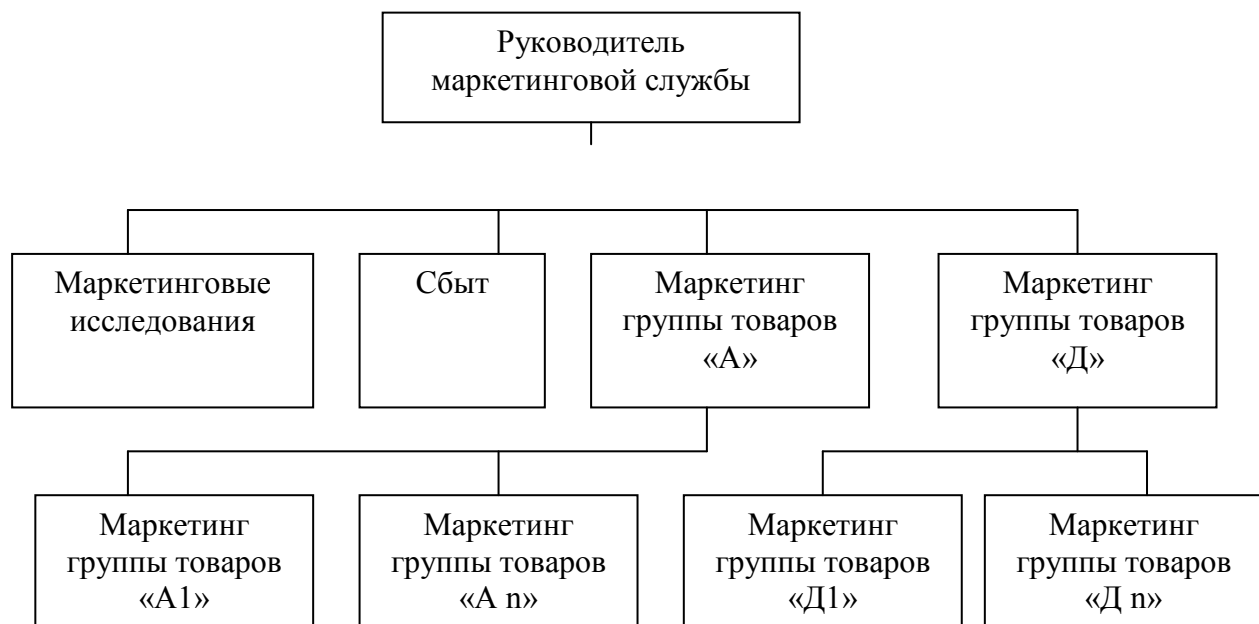 Руководитель
маркетинговой службы
Маркетинговые
исследования
Сбыт
Маркетинг
группы товаров
«А»
Маркетинг
группы товаров
«Д»
Маркетинг
группы товаров
«А1»
Маркетинг
группы товаров
«А n»
Маркетинг
группы товаров
«Д1»
Маркетинг
группы товаров
«Д n»